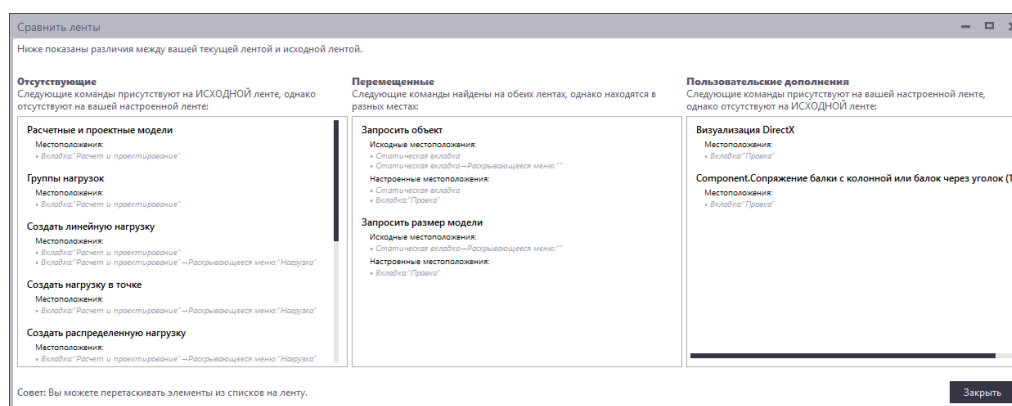 Сравнить ленты
Ниже показаны различия между вашей текущей лентой и исходной лентой.
Отсутствующие
Следующие команды присутствуют на ИСХОДНОЙ ленте, однако
отсутствуют на вашей настроенной ленте:
Расчетные и проектные модели
Местоположения:
• Вкладка:"Расчет и проектирование"
Группы нагрузок
Местоположения:
• Вкладка:"Расчет и проектирование"
Создать линейную нагрузку
Местоположения:
• Вкладка:"Расчет и проектирование"
• Вкладка:"Расчет и проектирование"→Раскрывающееся меню:"Нагрузка"
Создать нагрузку в точке
Местоположения:
• Вкладка:"Расчет и проектирование"→Раскрывающееся меню:"Нагрузка"
Создать распределенную нагрузку
Местоположения:
• Вкладка:"Расчет и проектирование"→Раскрывающееся меню:"Нагрузка"
Перемещенные
Следующие команды найдены на обеих лентах, однако находятся в
разных местах:
Запросить объект
Исходные местоположения:
• Статическая вкладка
• Статическая вкладка→Раскрывающееся меню:""
Настроенные местоположения:
• Статическая вкладка
• Вкладка:"Правка"
Запросить размер модели
Исходные местоположения:
• Статическая вкладка→Раскрывающееся меню:""
Настроенные местоположения:
• Вкладка:"Правка"
Пользовательские дополнения
Следующие команды присутствуют на вашей настроенной ленте,
однако отсутствуют на ИСХОДНОЙ ленте:
Визуализация DirectX
Местоположения:
• Вкладка:"Правка"
Component.Сопряжение балки с колонной или балок через уголок (1
Местоположения:
• Вкладка:"Правка"
Совет: Вы можете перетаскивать элементы из списков на ленту.
Закрыть